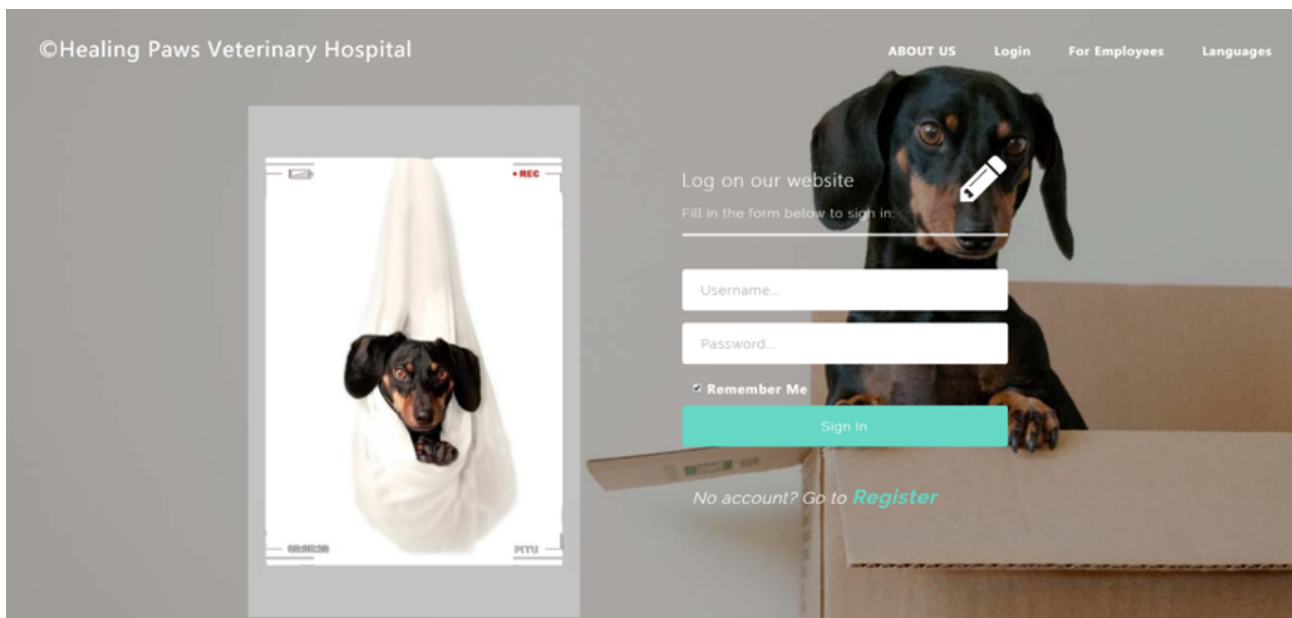 ©Healing Paws Veterinary Hospital
ABOUT US Login For Employees Languages
REC
Log on our website
Fill in the form below to sign in:
Username...
Password...
Remember Me
Sign In
No account? Go to Register
PITU